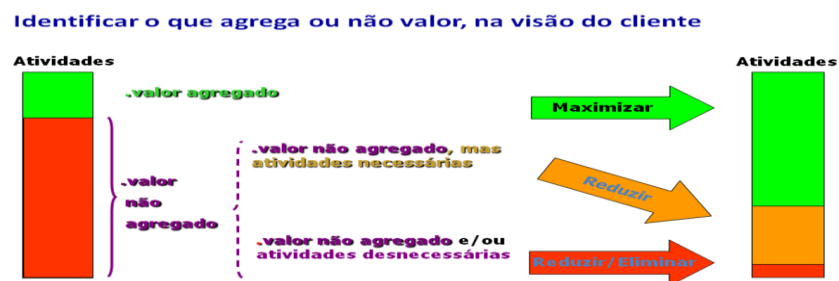 Identificar o que agrega ou não valor, na visão do cliente
Atividades
Atividades
.valor agregado
Maximizar
.valor não agregado, mas
atividades necessárias
.valor
não
agregado
Reduzir
.valor não agregado e/ou
atividades desnecessárias
Reduzir/Eliminar